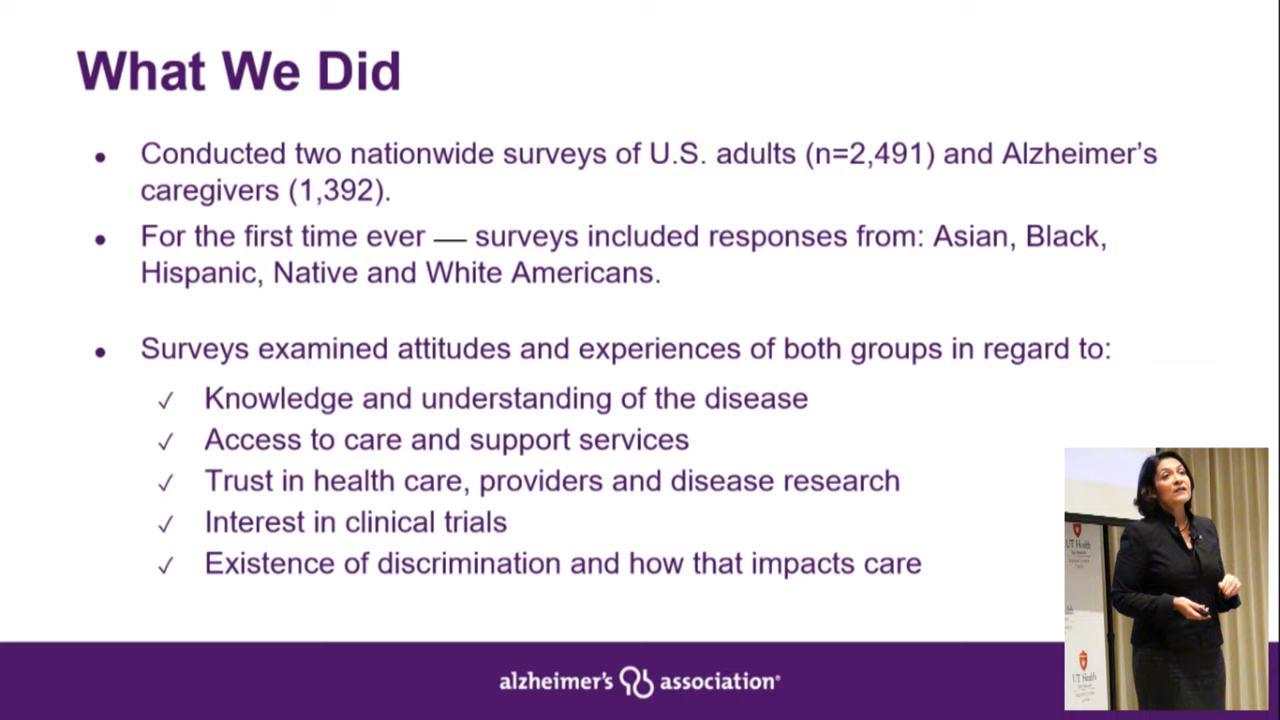 What We Did
• Conducted two nationwide surveys of U.S. adults (n=2,491) and Alzheimer's
caregivers (1,392).
• For the first time ever — surveys included responses from: Asian, Black,
Hispanic, Native and White Americans.
• Surveys examined attitudes and experiences of both groups in regard to:
✓ Knowledge and understanding of the disease
✓ Access to care and support services
✓ Trust in health care, providers and disease research
✓ Interest in clinical trials
✓ Existence of discrimination and how that impacts care
UT Health
UT Health
alzheimer's association®